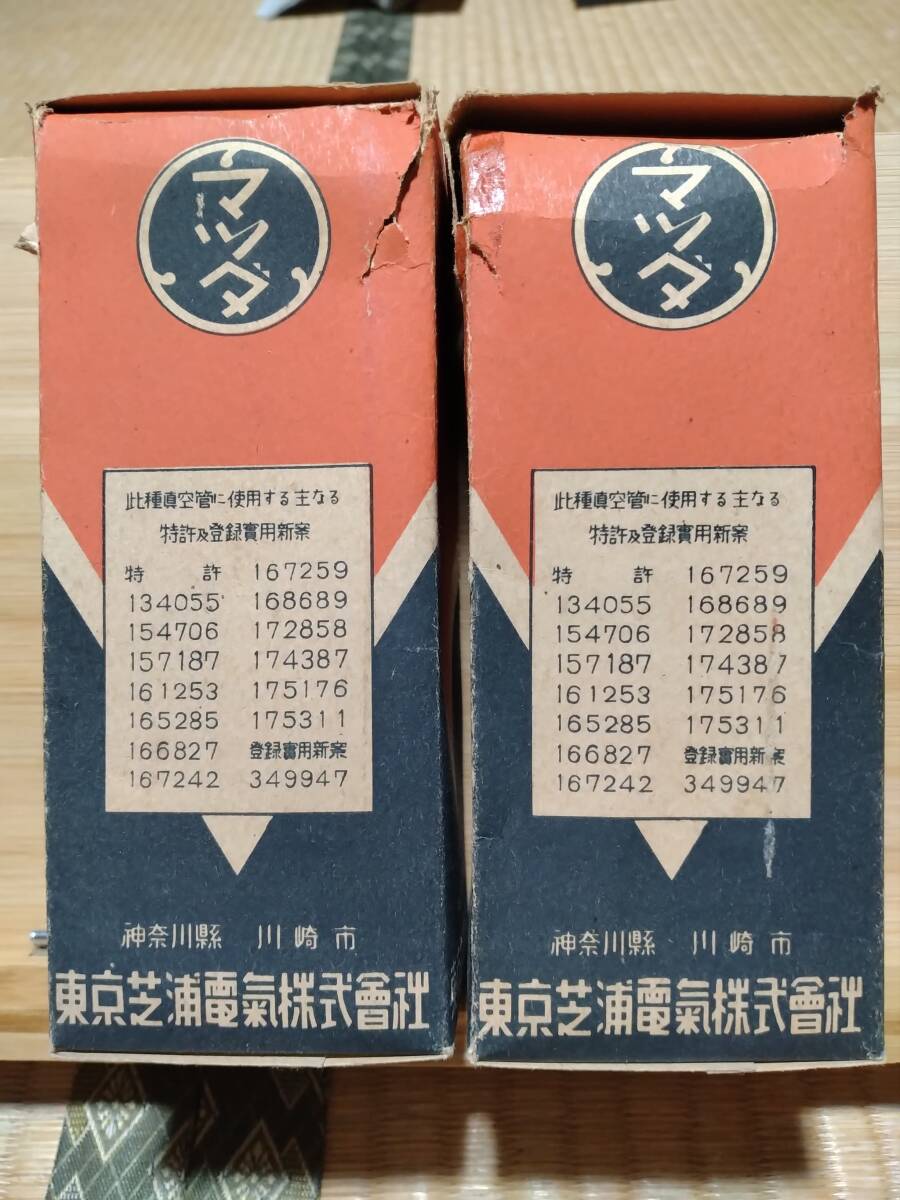 マツダ
此種眞空管に使用する主なる
特許及登録實用新案
特許 167259
134055 168689
154706 172858
157187 174387
161253 175176
165285 175311
166827 登録實用新案
167242 349947
神奈川縣 川崎市
東京芝浦電氣株式會社
マツダ
此種眞空管に使用する主なる
特許及登録實用新案
特許 167259
134055 168689
154706 172858
157187 174387
161253 175176
165285 175311
166827 登録實用新案
167242 349947
神奈川縣 川崎市
東京芝浦電氣株式會社